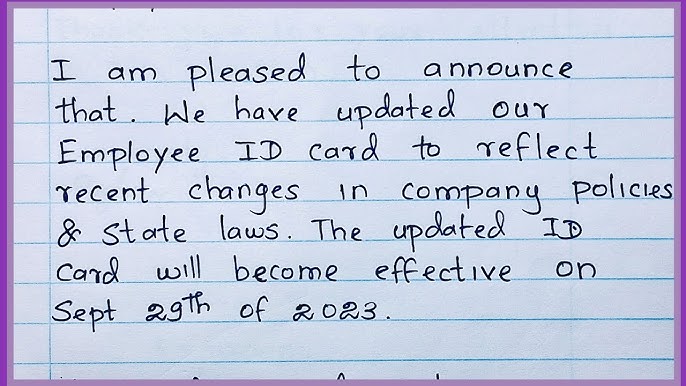 I am pleased to announce
that. We have updated our
Employee ID card to reflect
recent changes in company policies
& State laws. The updated ID
Card will become effective on
Sept 29th of 2023.